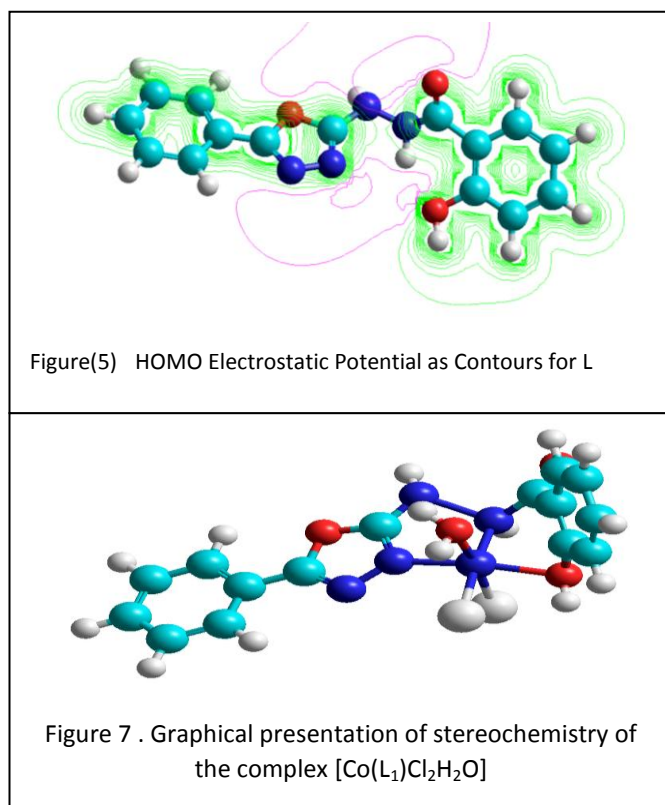 Figure(5) HOMO Electrostatic Potential as Contours for L
Figure 7 . Graphical presentation of stereochemistry of
the complex [Co(L₁)Cl₂H₂O]